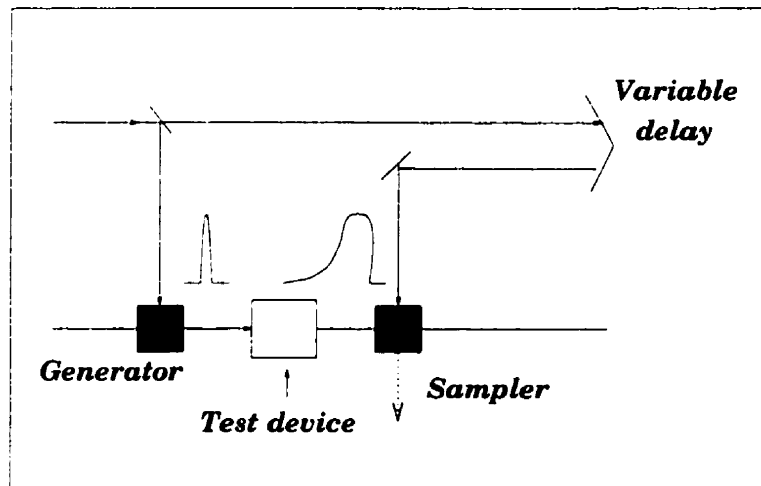 Variable
delay
Generator
Sampler
Test device